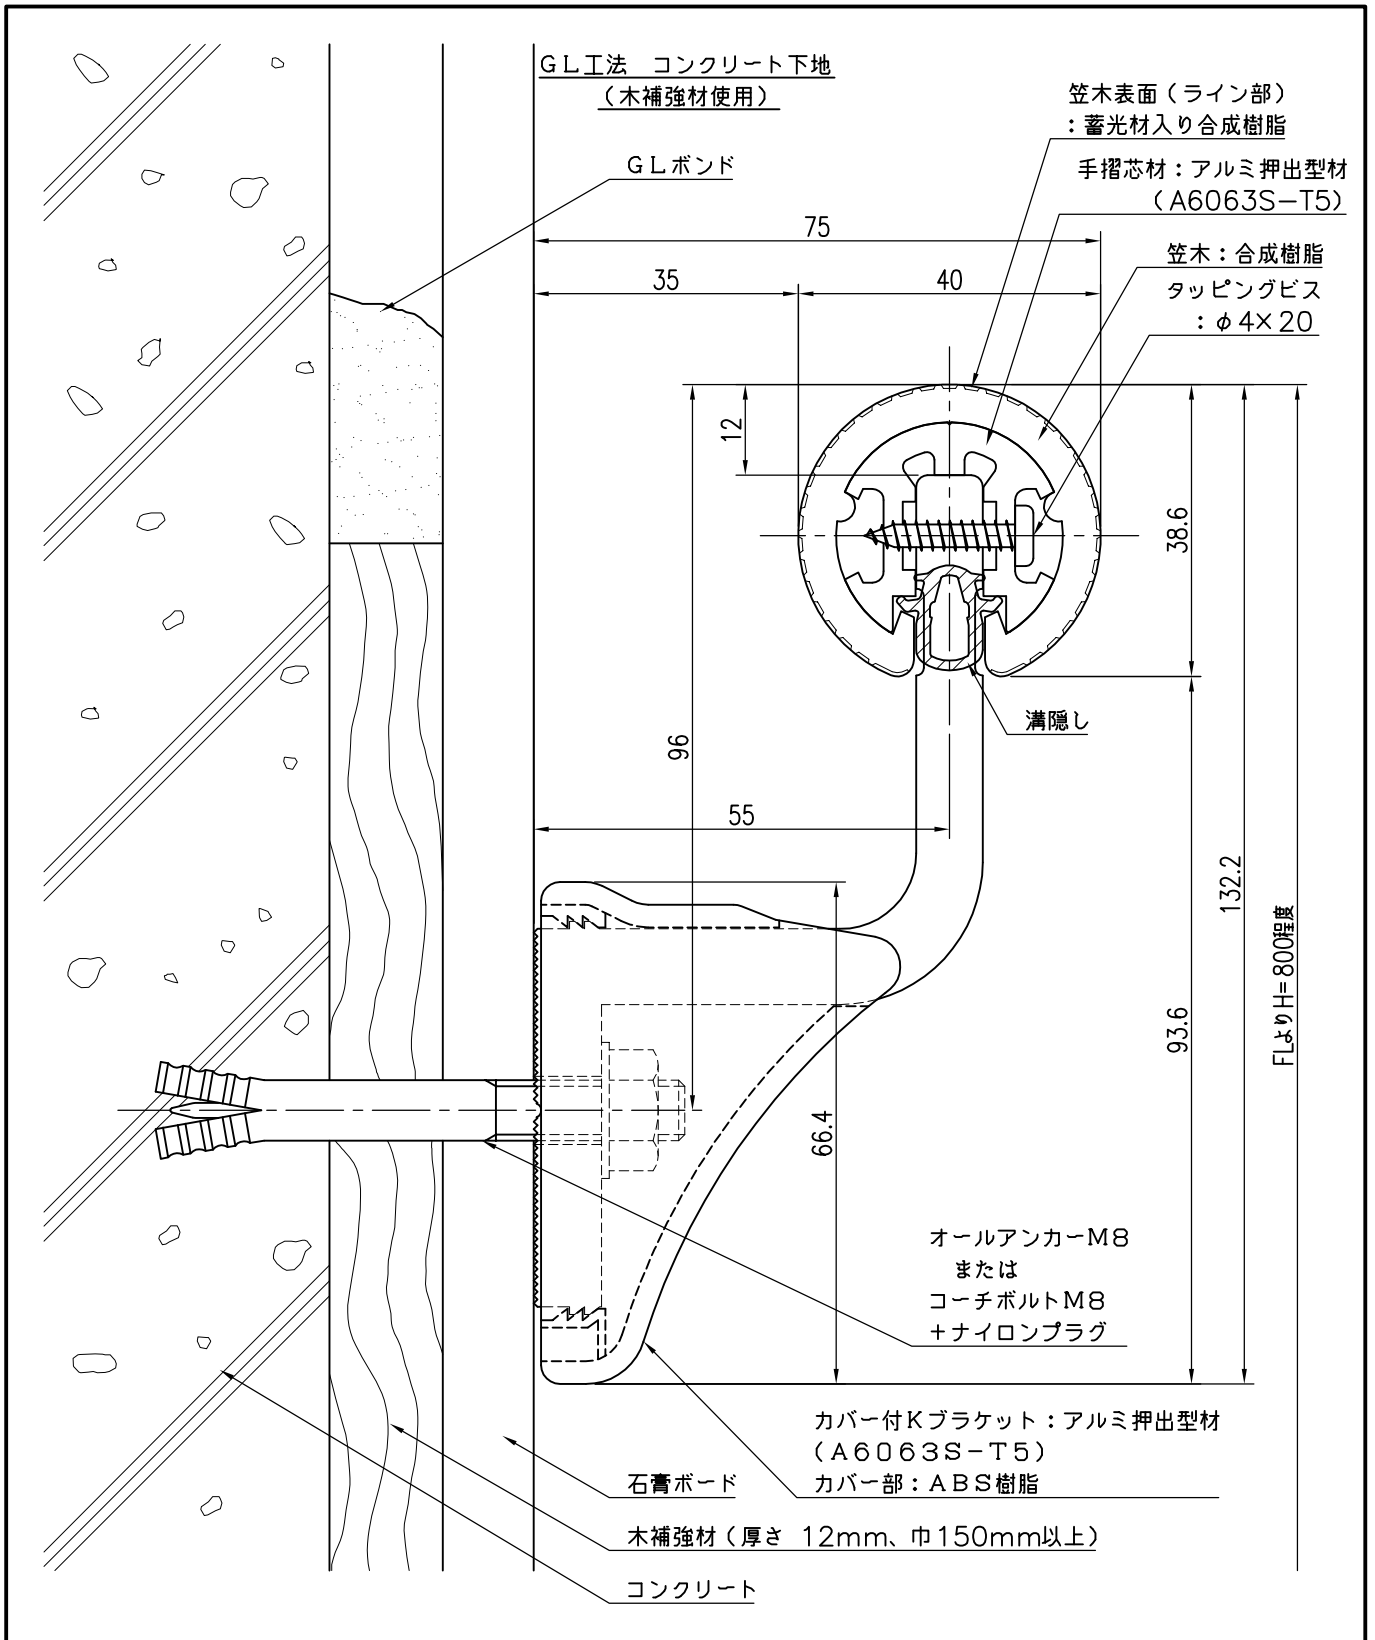 GL工法　コンクリート下地
（木補強材使用）
笠木表面（ライン部）
：蓄光材入り合成樹脂
GLボンド
手摺芯材：アルミ押出型材
（A6063S−T5）
75
笠木：合成樹脂
35
40
タッピングビス
：φ4×20
12
38.6
溝隠し
96
55
132.2
FLよりH=800程度
93.6
66.4
オールアンカーM8
または
コーチボルトM8
＋ナイロンプラグ
カバー付Kブラケット：アルミ押出型材
（A6063S−T5）
カバー部：ABS樹脂
石膏ボード
木補強材（厚さ 12mm、巾150mm以上）
コンクリート